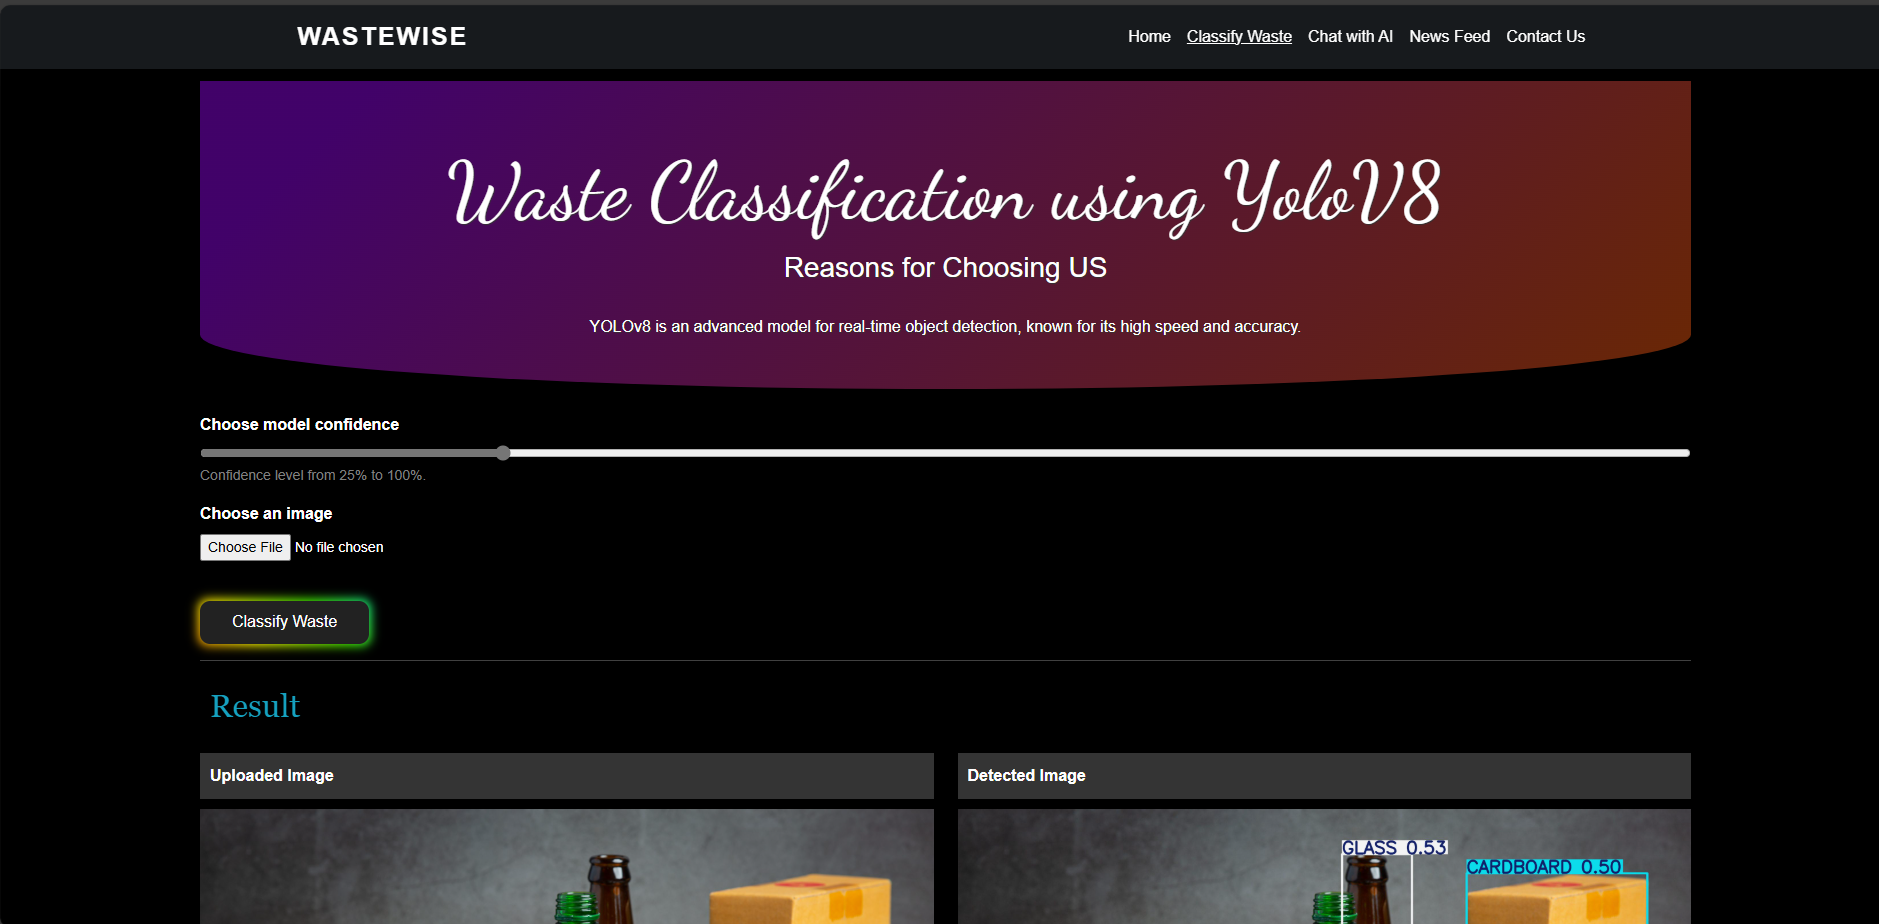 WASTEWISE
Home Classify Waste Chat with AI News Feed Contact Us
Waste Classification using YoloV8
Reasons for Choosing US
YOLOv8 is an advanced model for real-time object detection, known for its high speed and accuracy.
Choose model confidence
Confidence level from 25% to 100%.
Choose an image
Choose File No file chosen
Classify Waste
Result
Uploaded Image
Detected Image
GLASS 0.53
CARDBOARD 0.50